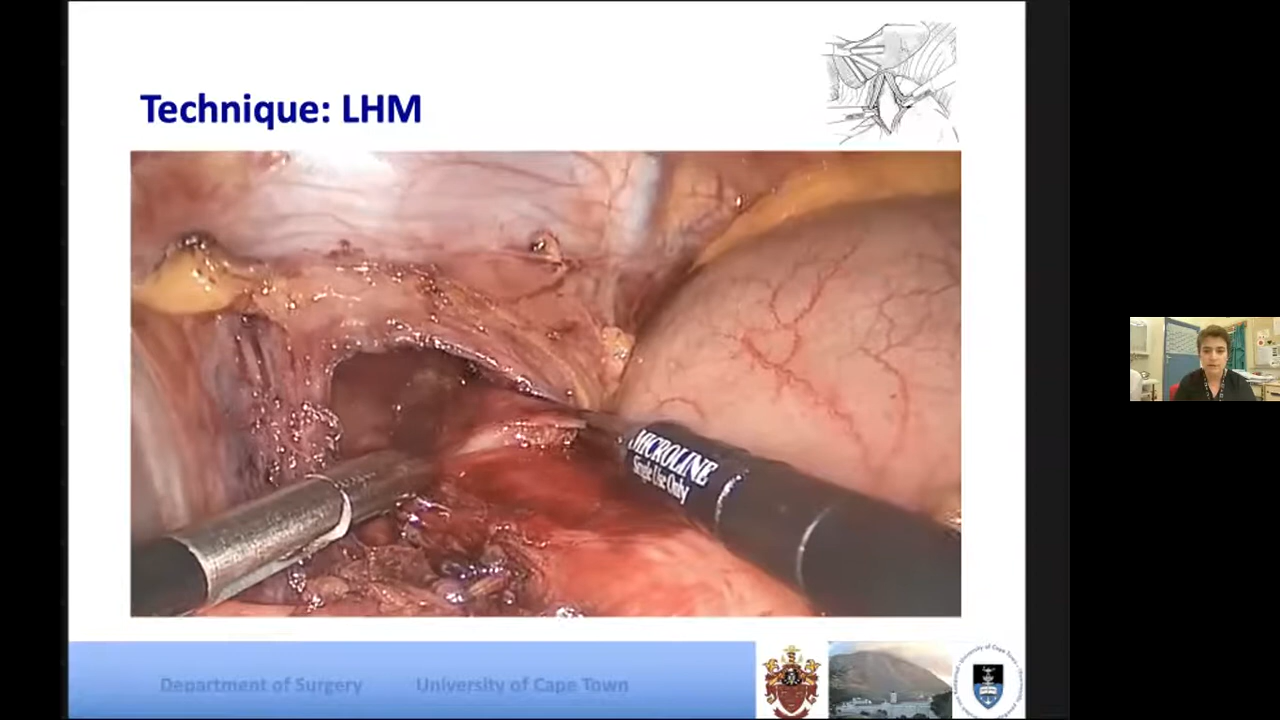 Technique: LHM
MICROLINE
Single Use Only
Department of Surgery University of Cape Town